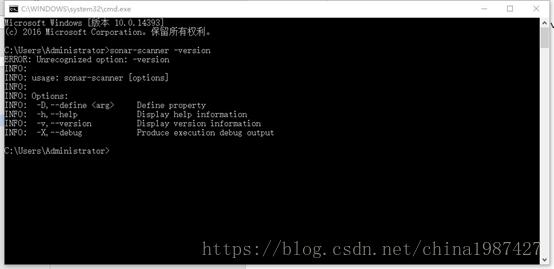 C:\WINDOWS\system32\cmd.exe
Microsoft Windows [版本 10.0.14393]
(c) 2016 Microsoft Corporation。保留所有权利。
C:\Users\Administrator>sonar-scanner -version
ERROR: Unrecognized option: -version
INFO:
INFO: usage: sonar-scanner [options]
INFO:
INFO: Options:
INFO:  -D,--define <arg>     Define property
INFO:  -h,--help             Display help information
INFO:  -v,--version          Display version information
INFO:  -X,--debug            Produce execution debug output
C:\Users\Administrator>
https://blog.csdn.net/china1987427